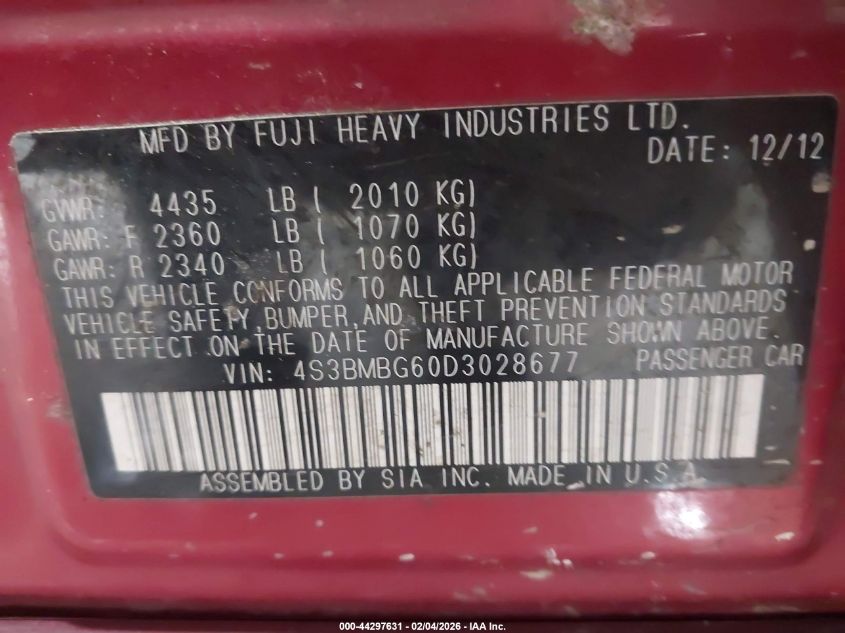 MFD BY FUJI HEAVY INDUSTRIES LTD.
DATE: 12/12
GVWR: 4435 LB ( 2010 KG)
GAWR: F 2360 LB ( 1070 KG)
GAWR: R 2340 LB ( 1060 KG)
THIS VEHICLE CONFORMS TO ALL APPLICABLE FEDERAL MOTOR
VEHICLE SAFETY,BUMPER,AND THEFT PREVENTION STANDARDS
IN EFFECT ON THE DATE OF MANUFACTURE SHOWN ABOVE.
VIN: 4S3BMBG60D3028677 PASSENGER CAR
ASSEMBLED BY SIA INC. MADE IN U.S.A.
000-44297631 - 02/04/2026 - IAA Inc.